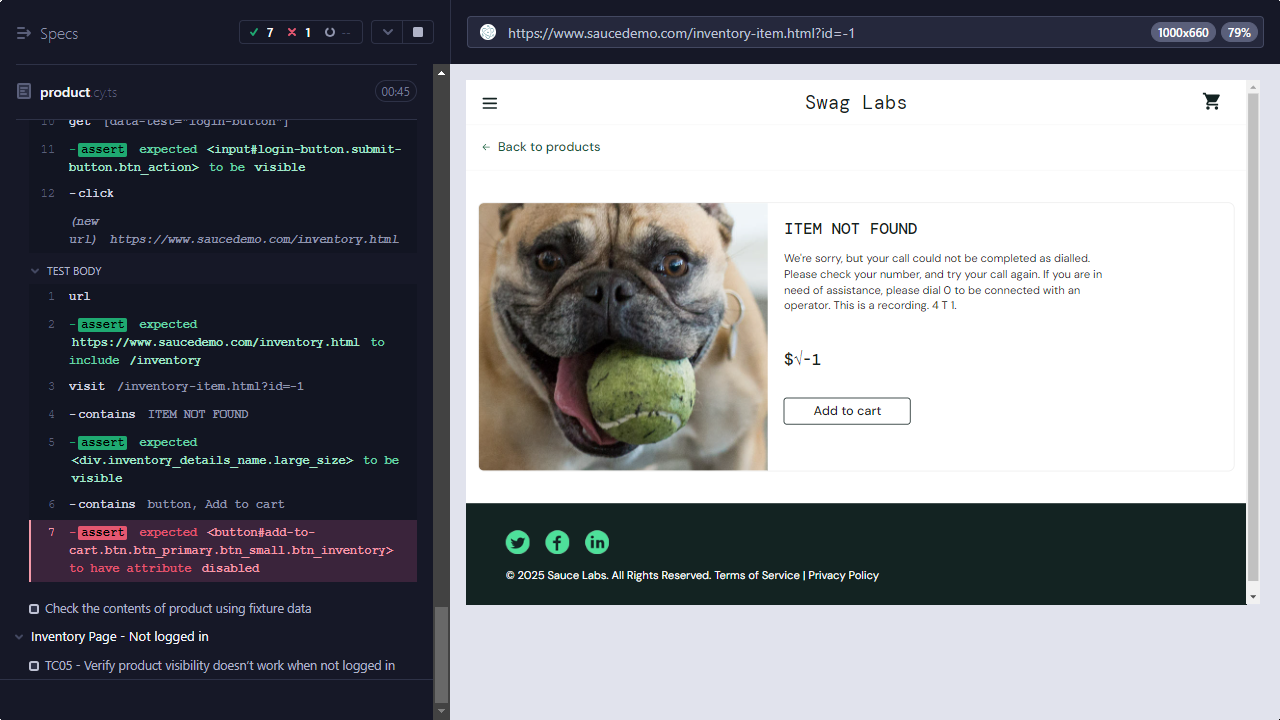 Specs
7 1 --
product.cy.ts
00:45
10 get [data-test="login-button"]
11 -assert expected <input#login-button.submit-
button.btn_action> to be visible
12 -click
(new
url) https://www.saucedemo.com/inventory.html
TEST BODY
1 url
2 -assert expected
https://www.saucedemo.com/inventory.html to
include /inventory
3 visit /inventory-item.html?id=-1
4 -contains ITEM NOT FOUND
5 -assert expected
<div.inventory_details_name.large_size> to be
visible
6 -contains button, Add to cart
7 -assert expected <button#add-to-
cart.btn.btn_primary.btn_small.btn_inventory>
to have attribute disabled
Check the contents of product using fixture data
Inventory Page - Not logged in
TC05 - Verify product visibility doesn't work when not logged in
https://www.saucedemo.com/inventory-item.html?id=-1
1000x660 79%
Swag Labs
← Back to products
ITEM NOT FOUND
We're sorry, but your call could not be completed as dialled.
Please check your number, and try your call again. If you are in
need of assistance, please dial 0 to be connected with an
operator. This is a recording. 4 T 1.
$√-1
Add to cart
© 2025 Sauce Labs. All Rights Reserved. Terms of Service | Privacy Policy